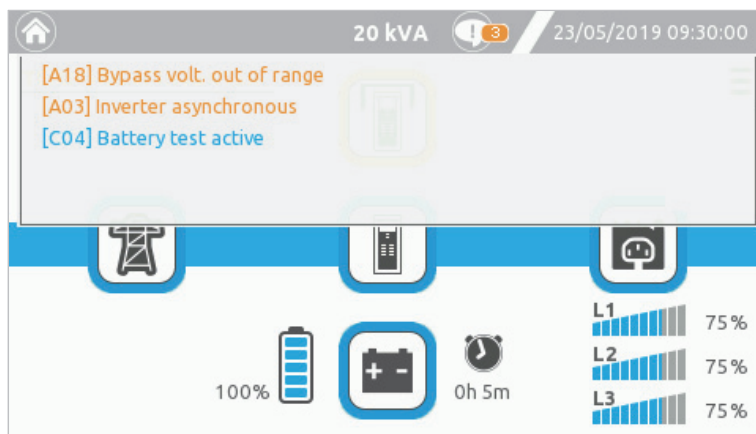 20 kVA
3
23/05/2019 09:30:00
[A18] Bypass volt. out of range
[A03] Inverter asynchronous
[C04] Battery test active
L1
75%
L2
75%
L3
75%
100%
0h 5m